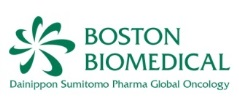 BOSTON
BIOMEDICAL
Dainippon Sumitomo Pharma Global Oncology